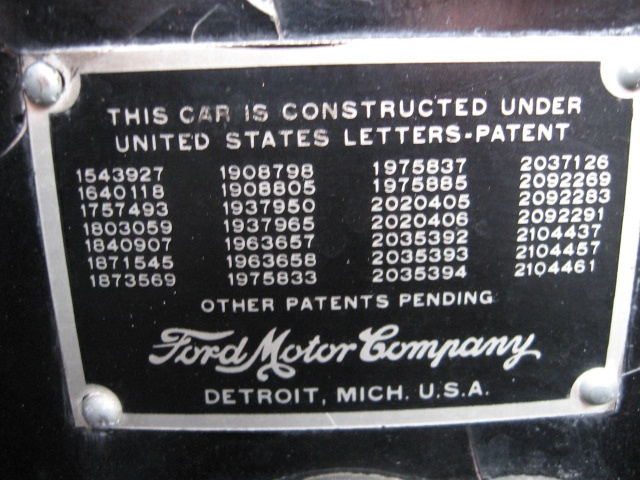 THIS CAR IS CONSTRUCTED UNDER
UNITED STATES LETTERS-PATENT
1543927 1908798 1975837 2037126
1640118 1908805 1975885 2092269
1757493 1937950 2020405 2092283
1803059 1937965 2020406 2092291
1840907 1963657 2035392 2104437
1871545 1963658 2035393 2104457
1873569 1975833 2035394 2104461
OTHER PATENTS PENDING
Ford Motor Company
DETROIT, MICH. U.S.A.